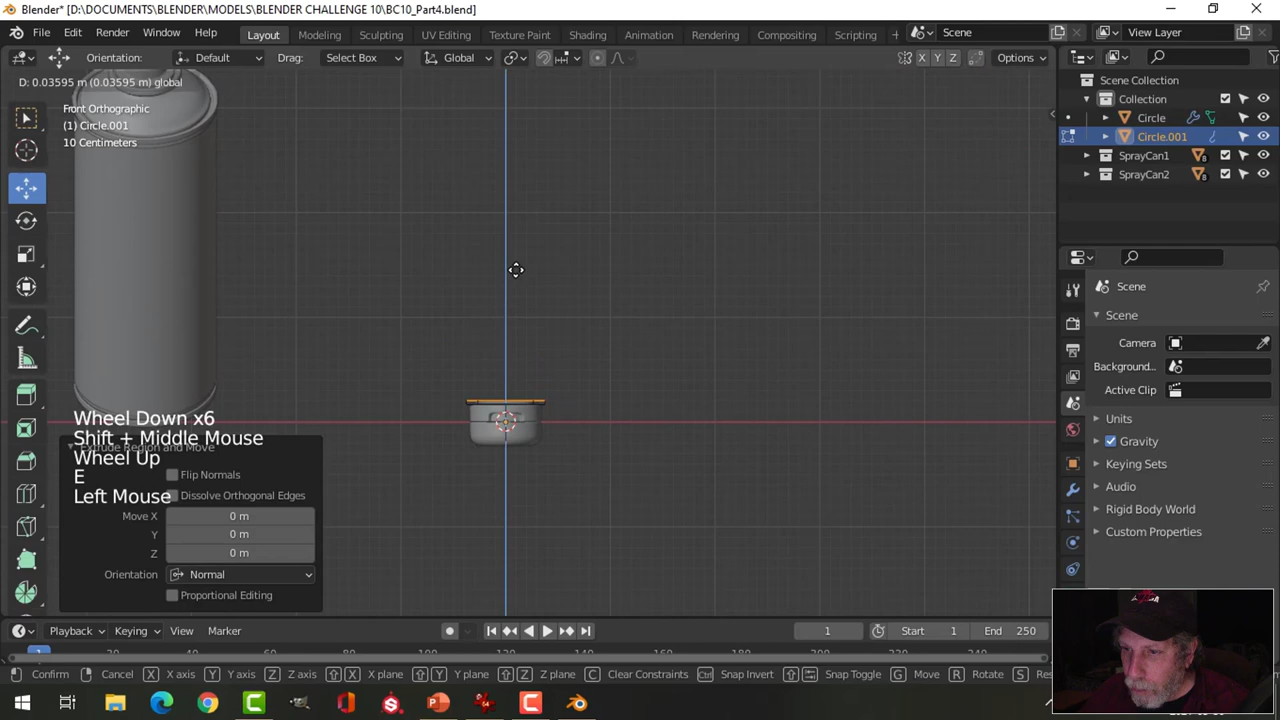 Blender* [D:\DOCUMENTS\BLENDER\MODELS\BLENDER CHALLENGE 10\BC10_Part4.blend]
File Edit Render Window Help Layout Modeling Sculpting UV Editing Texture Paint Shading Animation Rendering Compositing Scripting + Scene View Layer
Orientation: Default Drag: Select Box Global X Y Z Options
D: 0.03595 m (0.03595 m) global
Front Orthographic
(1) Circle.001
10 Centimeters
Scene Collection
Collection
Circle
Circle.001
SprayCan1
SprayCan2
Scene
Scene
Camera
Background...
Active Clip
Units
Gravity
Keying Sets
Audio
Rigid Body World
Custom Properties
Wheel Down x6
Shift + Middle Mouse
Extrude Region and Move
Wheel Up
E
Flip Normals
Left Mouse
Dissolve Orthogonal Edges
Move X 0 m
Y 0 m
Z 0 m
Orientation Normal
Proportional Editing
Playback Keying View Marker 1 Start 1 End 250
Confirm Cancel X X axis Y Y axis Z Z axis X X plane Y Y plane Z Z plane C Clear Constraints Snap Invert Snap Toggle G Move R Rotate S